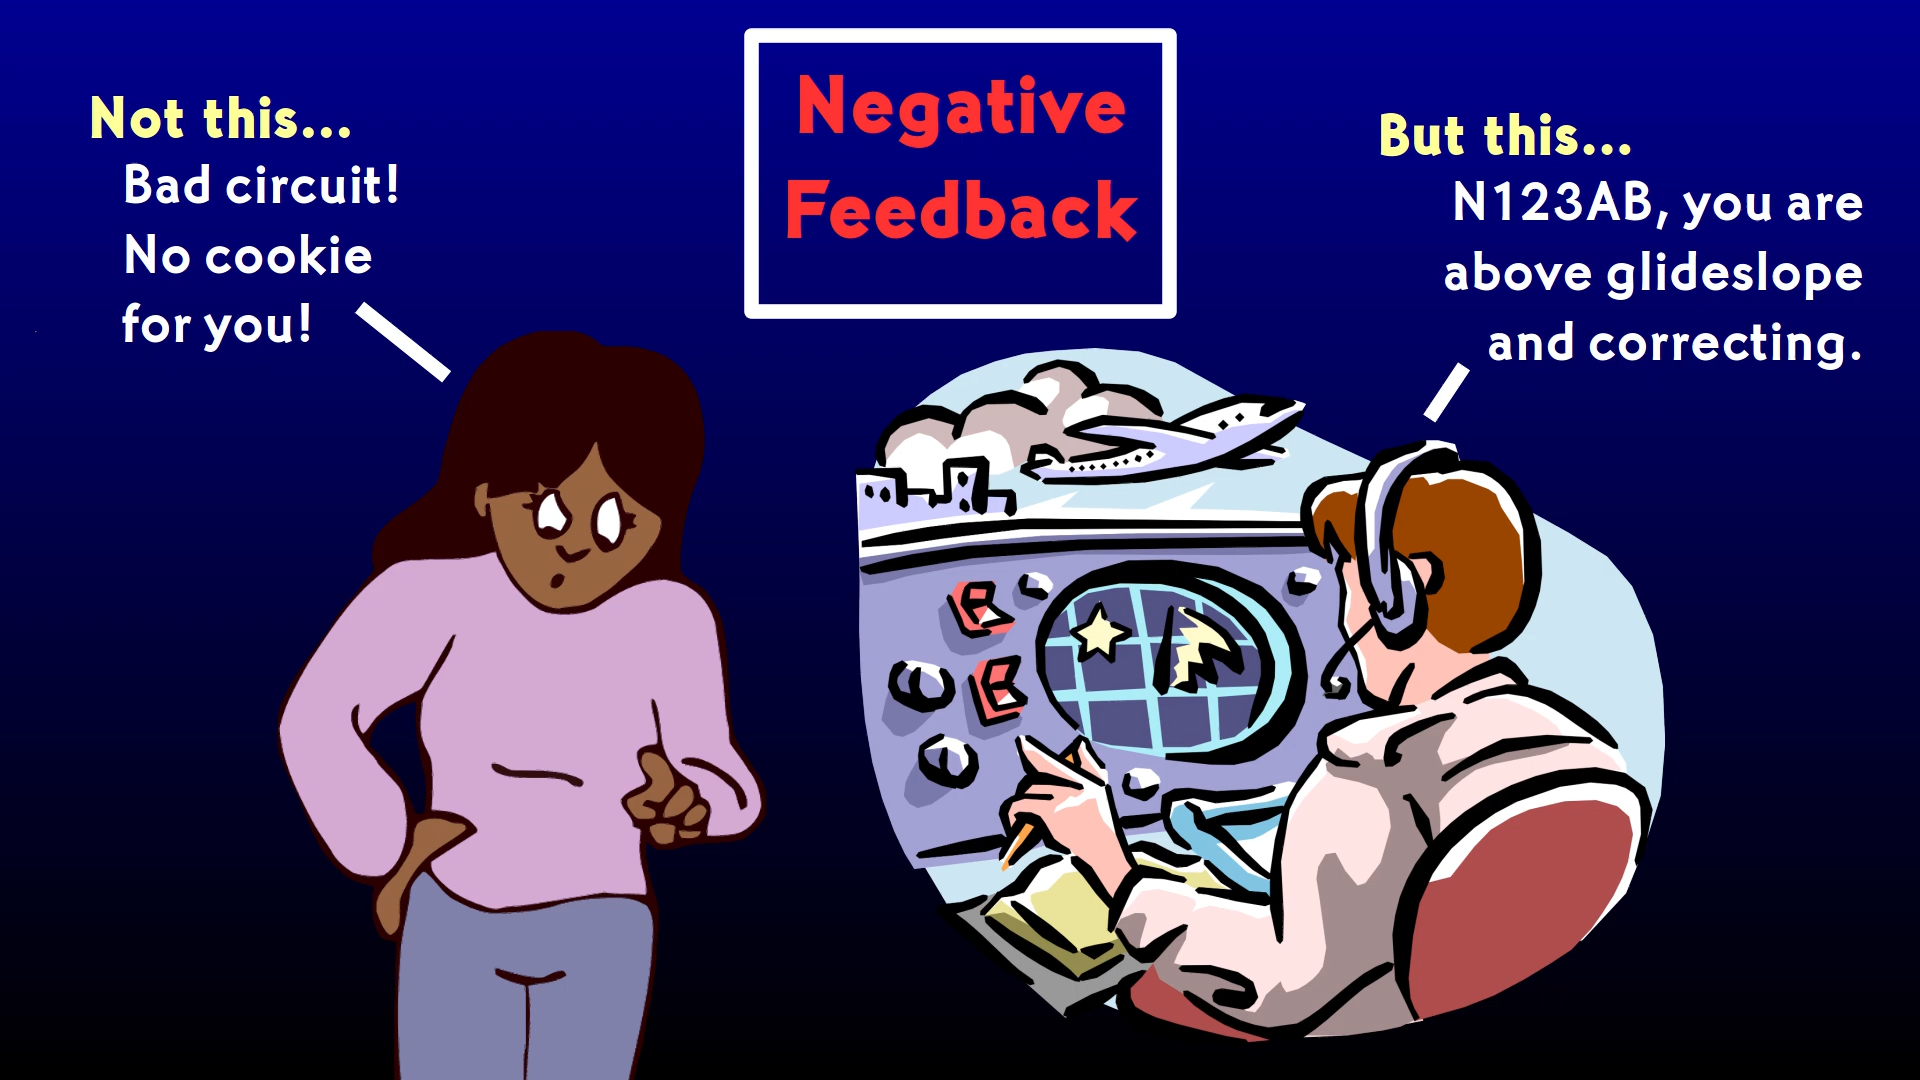 Negative
Feedback
Not this...
Bad circuit!
No cookie
for you!
But this...
N123AB, you are
above glideslope
and correcting.